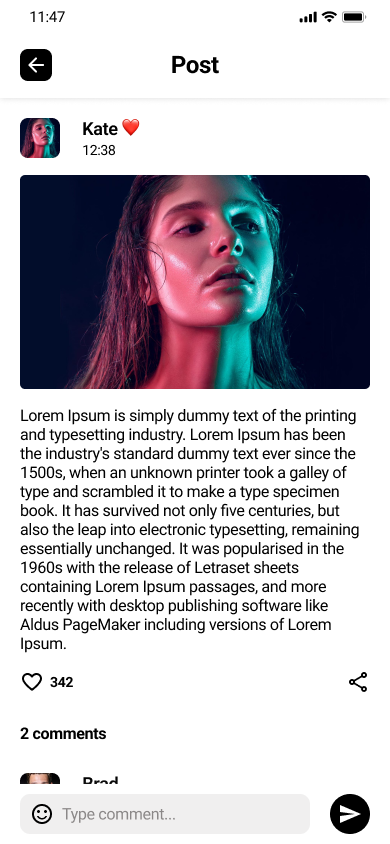 11:47
Post
Kate ❤️
12:38
Lorem Ipsum is simply dummy text of the printing
and typesetting industry. Lorem Ipsum has been
the industry's standard dummy text ever since the
1500s, when an unknown printer took a galley of
type and scrambled it to make a type specimen
book. It has survived not only five centuries, but
also the leap into electronic typesetting, remaining
essentially unchanged. It was popularised in the
1960s with the release of Letraset sheets
containing Lorem Ipsum passages, and more
recently with desktop publishing software like
Aldus PageMaker including versions of Lorem
Ipsum.
342
2 comments
Brad
Type comment...